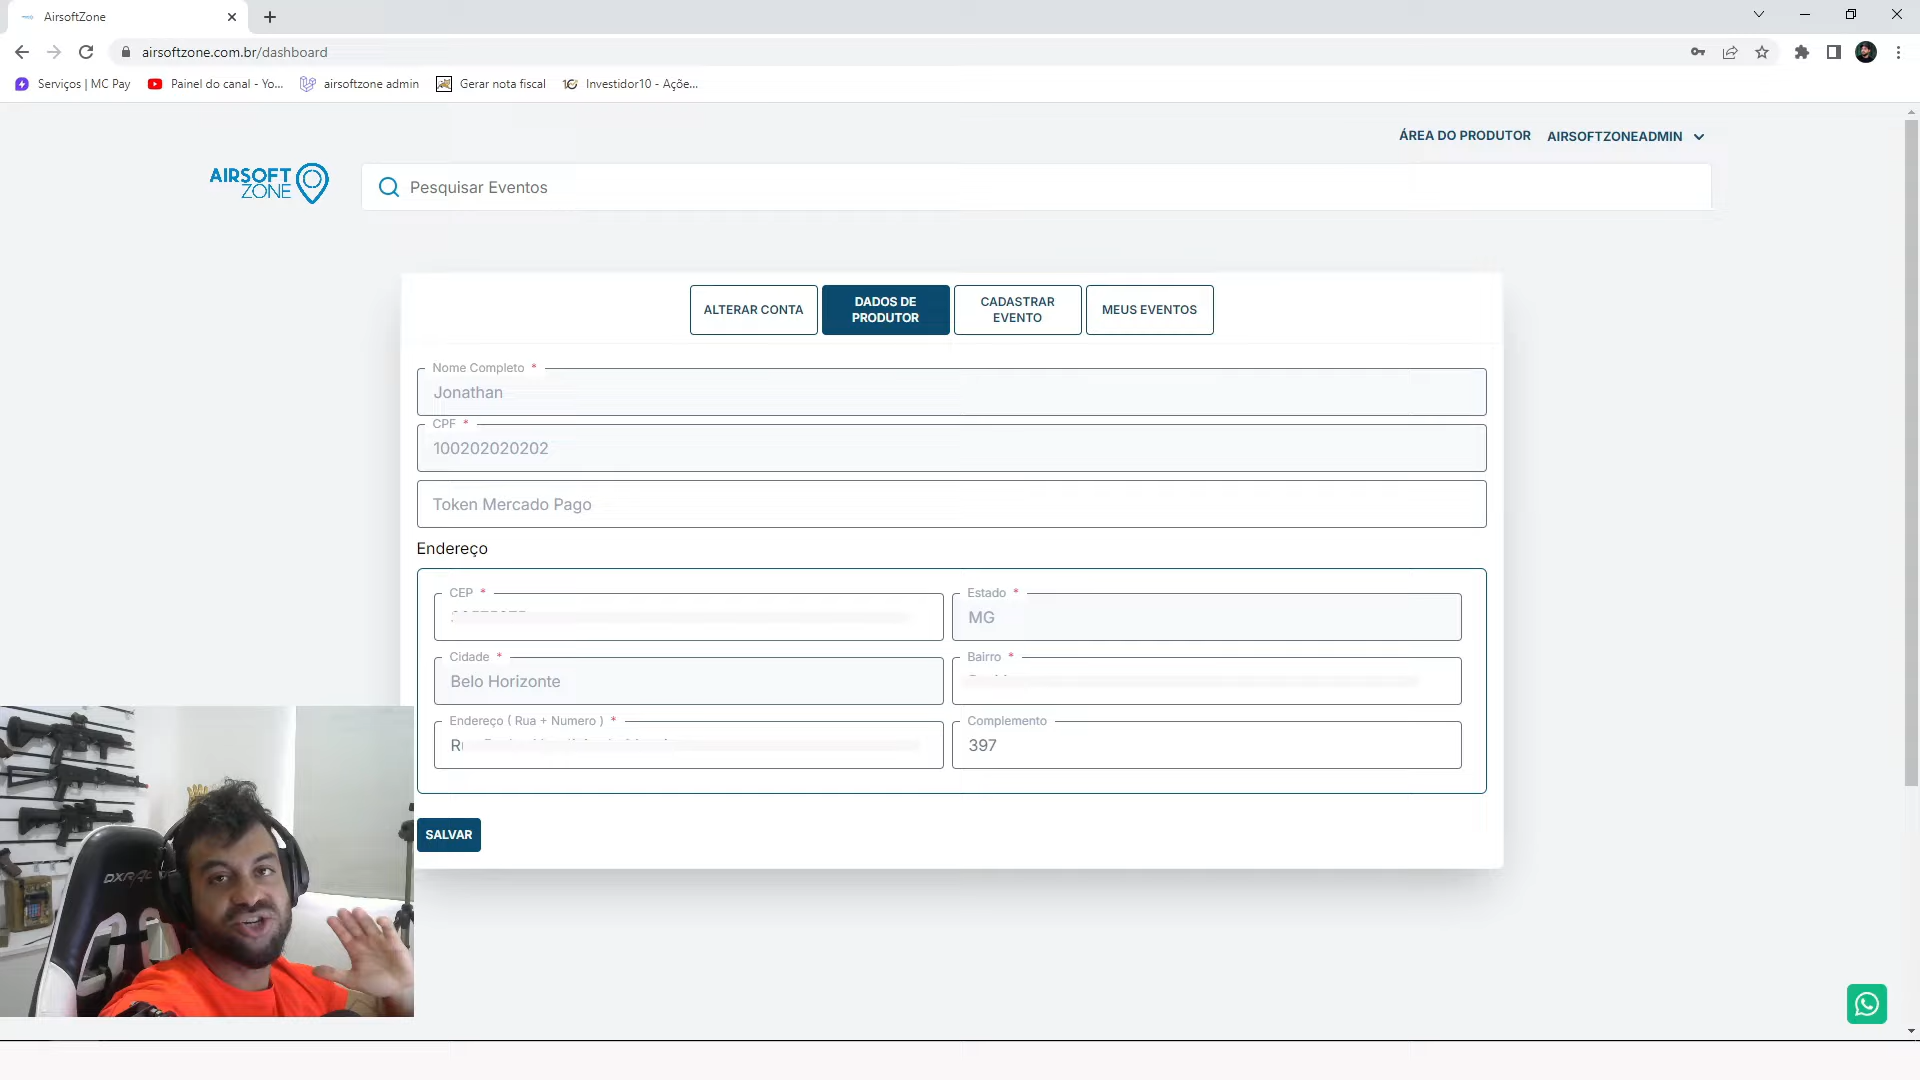 AirsoftZone
airsoftzone.com.br/dashboard
Serviços | MC Pay
Painel do canal - Yo...
airsoftzone admin
Gerar nota fiscal
Investidor10 - Açõe...
ÁREA DO PRODUTOR
AIRSOFTZONEADMIN
AIRSOFT
ZONE
Pesquisar Eventos
ALTERAR CONTA
DADOS DE
PRODUTOR
CADASTRAR
EVENTO
MEUS EVENTOS
Nome Completo *
Jonathan
CPF *
100202020202
Token Mercado Pago
Endereço
CEP *
Estado *
MG
Cidade *
Belo Horizonte
Bairro *
Endereço ( Rua + Numero ) *
Complemento
397
SALVAR